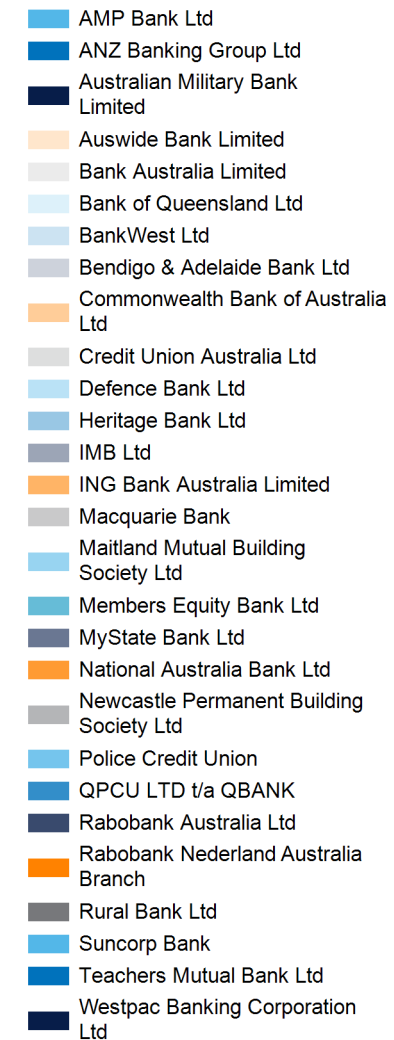 AMP Bank Ltd
ANZ Banking Group Ltd
Australian Military Bank
Limited
Auswide Bank Limited
Bank Australia Limited
Bank of Queensland Ltd
BankWest Ltd
Bendigo & Adelaide Bank Ltd
Commonwealth Bank of Australia
Ltd
Credit Union Australia Ltd
Defence Bank Ltd
Heritage Bank Ltd
IMB Ltd
ING Bank Australia Limited
Macquarie Bank
Maitland Mutual Building
Society Ltd
Members Equity Bank Ltd
MyState Bank Ltd
National Australia Bank Ltd
Newcastle Permanent Building
Society Ltd
Police Credit Union
QPCU LTD t/a QBANK
Rabobank Australia Ltd
Rabobank Nederland Australia
Branch
Rural Bank Ltd
Suncorp Bank
Teachers Mutual Bank Ltd
Westpac Banking Corporation
Ltd